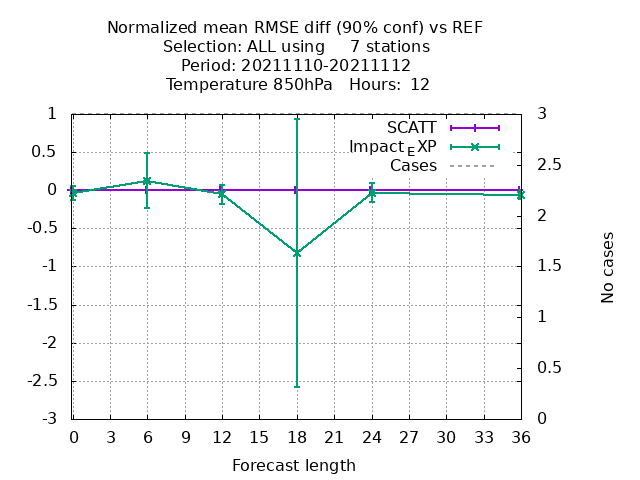 Normalized mean RMSE diff (90% conf) vs REF
Selection: ALL using 7 stations
Period: 20211110-20211112
Temperature 850hPa Hours: 12
SCATT
Impact_EXP
Cases
1
0.5
0
-0.5
-1
-1.5
-2
-2.5
-3
3
2.5
2
1.5
1
0.5
0
No cases
0 3 6 9 12 15 18 21 24 27 30 33 36
Forecast length